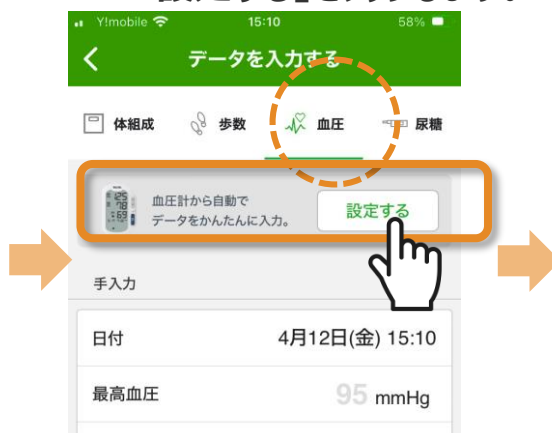 設定する」を押します。
Y!mobile 15:10 58%
データを入力する
体組成 歩数 血圧 尿糖
血圧計から自動で
データをかんたんに入力。
設定する
手入力
日付 4月12日(金) 15:10
最高血圧 95 mmHg